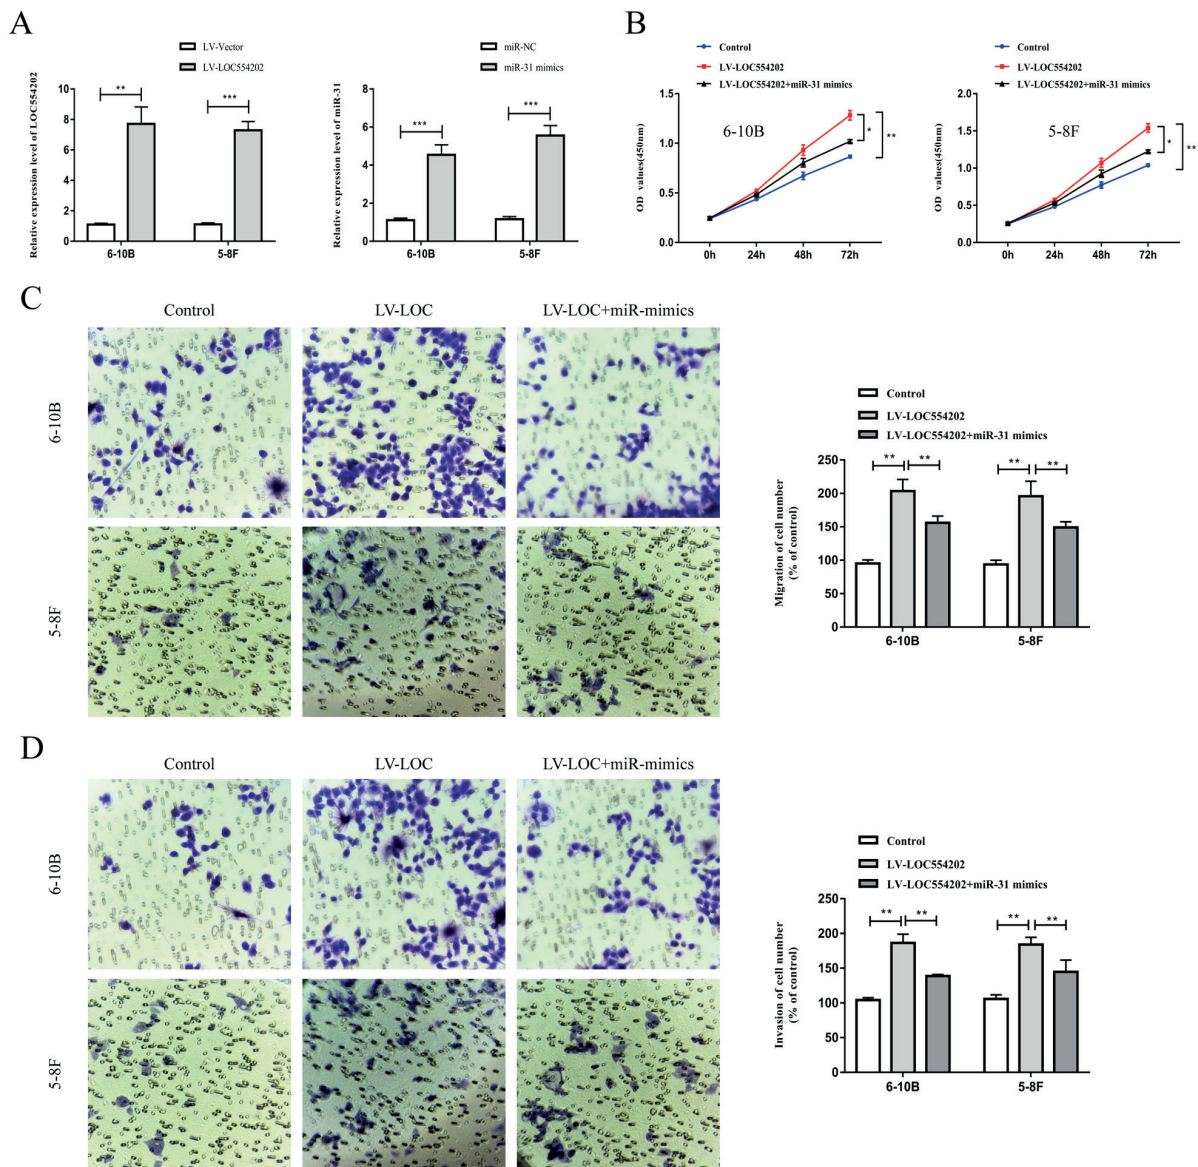 A
LV-Vector
LV-LOC554202
Relative expression level of LOC554202
10
8
6
4
2
0
**
***
6-10B
5-8F
miR-NC
miR-31 mimics
Relative expression level of miR-31
8
6
4
2
0
***
***
6-10B
5-8F
B
Control
LV-LOC554202
LV-LOC554202+miR-31 mimics
6-10B
OD values(450nm)
1.5
1.0
0.5
0.0
0h
24h
48h
72h
*
**
Control
LV-LOC554202
LV-LOC554202+miR-31 mimics
5-8F
OD values(450nm)
2.0
1.5
1.0
0.5
0.0
0h
24h
48h
72h
*
**
C
Control
LV-LOC
LV-LOC+miR-mimics
6-10B
5-8F
Control
LV-LOC554202
LV-LOC554202+miR-31 mimics
Migration of cell number
(% of control)
250
200
150
100
50
0
**
**
**
**
6-10B
5-8F
D
Control
LV-LOC
LV-LOC+miR-mimics
6-10B
5-8F
Control
LV-LOC554202
LV-LOC554202+miR-31 mimics
Invasion of cell number
(% of control)
250
200
150
100
50
0
**
**
**
**
6-10B
5-8F